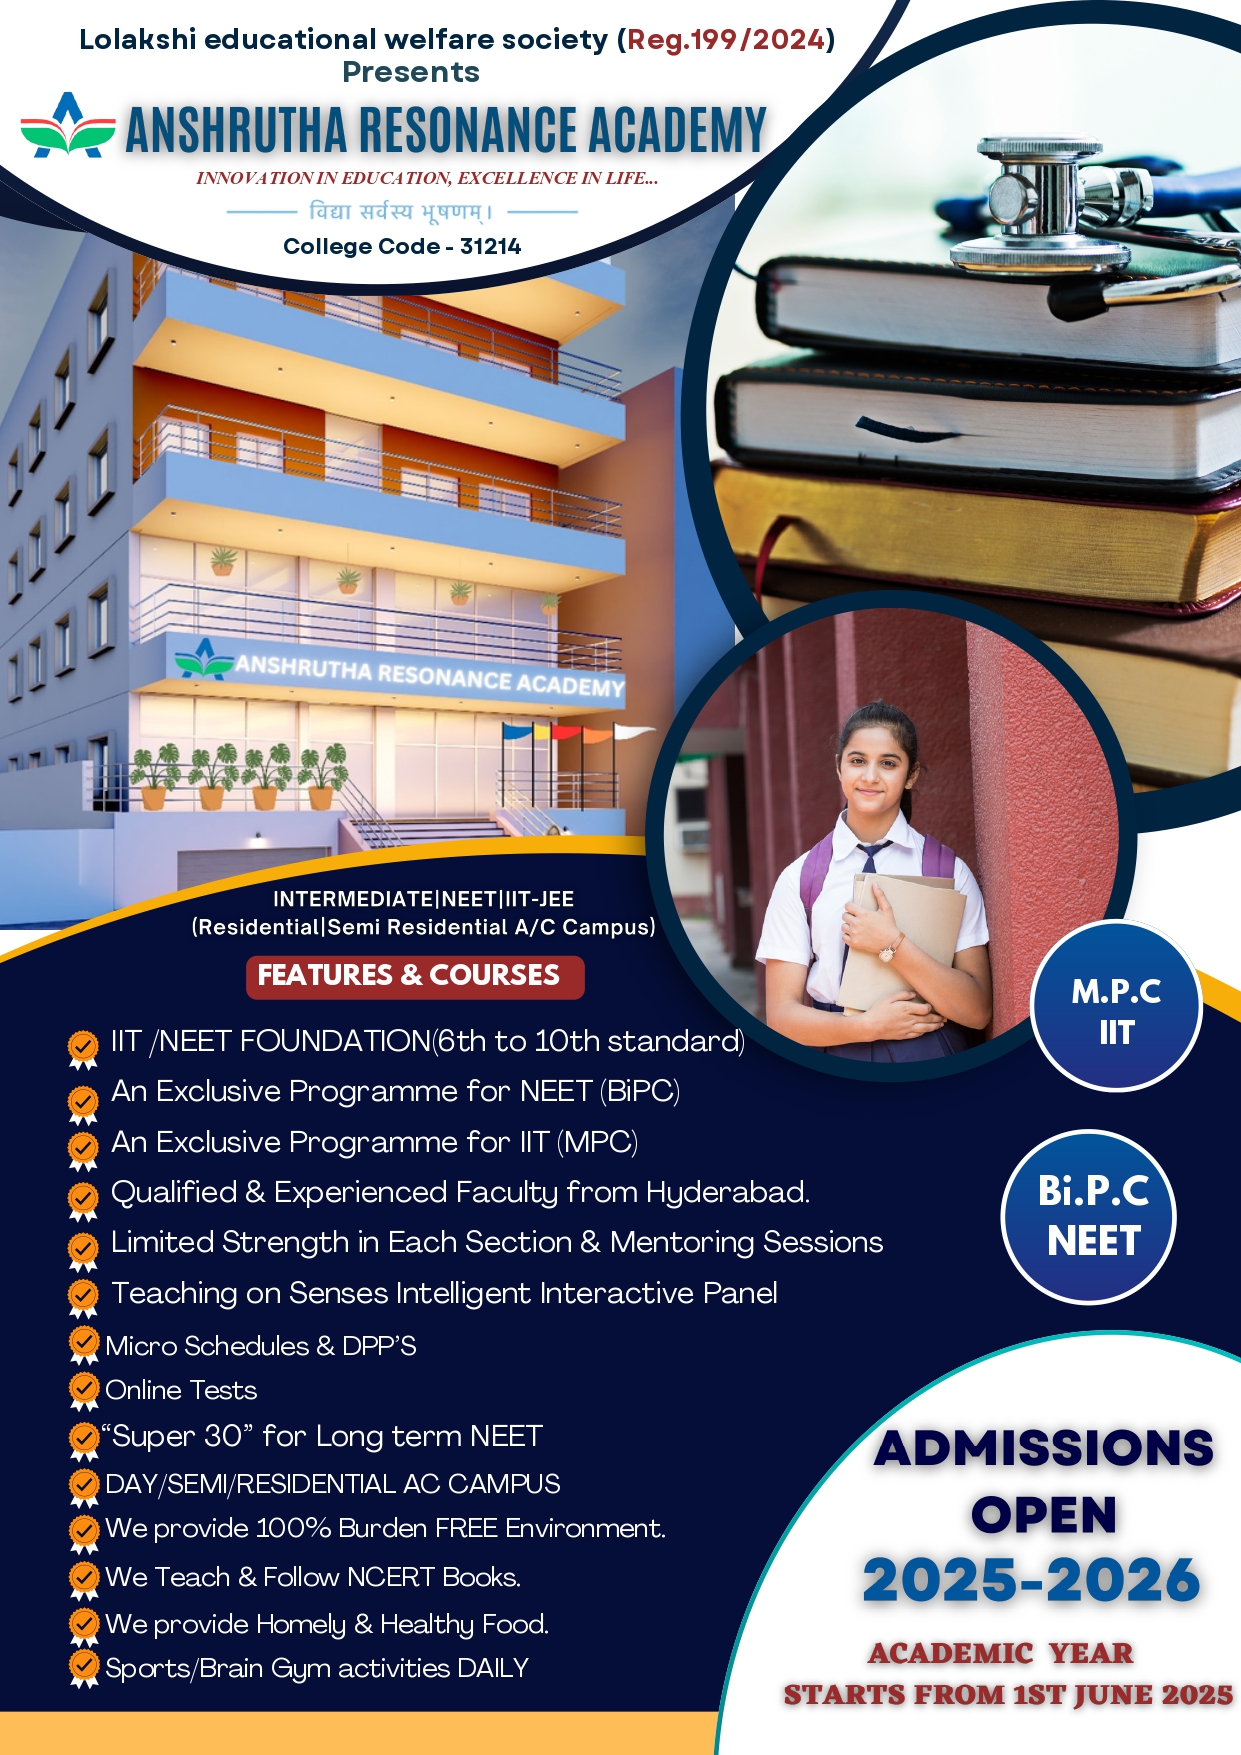 Lolakshi educational welfare society (Reg.199/2024)
Presents
ANSHRUTHA RESONANCE ACADEMY
INNOVATION IN EDUCATION, EXCELLENCE IN LIFE...
विद्या सर्वस्य भूषणम्।
College Code - 31214
ANSHRUTHA RESONANCE ACADEMY
INTERMEDIATE|NEET|IIT-JEE
(Residential|Semi Residential A/C Campus)
FEATURES & COURSES
IIT /NEET FOUNDATION(6th to 10th standard)
An Exclusive Programme for NEET (BiPC)
An Exclusive Programme for IIT (MPC)
Qualified & Experienced Faculty from Hyderabad.
Limited Strength in Each Section & Mentoring Sessions
Teaching on Senses Intelligent Interactive Panel
Micro Schedules & DPP'S
Online Tests
“Super 30” for Long term NEET
DAY/SEMI/RESIDENTIAL AC CAMPUS
We provide 100% Burden FREE Environment.
We Teach & Follow NCERT Books.
We provide Homely & Healthy Food.
Sports/Brain Gym activities DAILY
M.P.C
IIT
Bi.P.C
NEET
ADMISSIONS
OPEN
2025-2026
ACADEMIC YEAR
STARTS FROM 1ST JUNE 2025